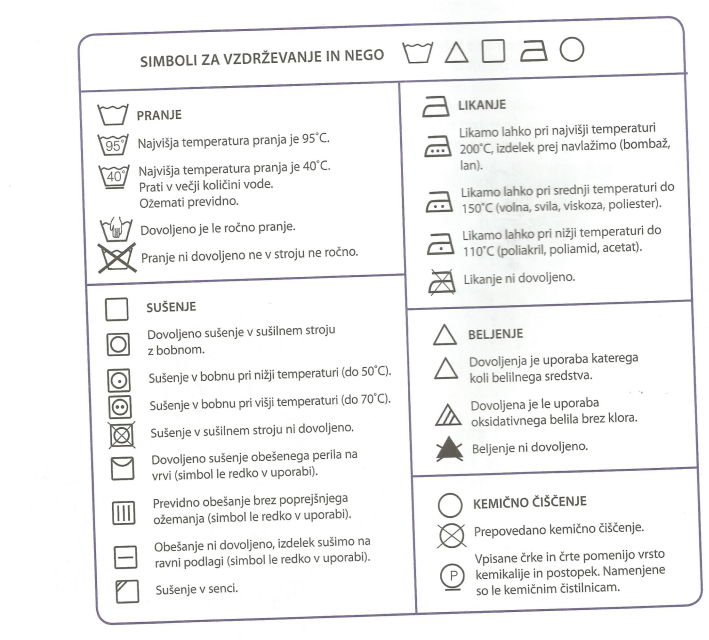 SIMBOLI ZA VZDRŽEVANJE IN NEGO
PRANJE
95°
Najvišja temperatura pranja je 95˚C.
40°
Najvišja temperatura pranja je 40˚C.
Prati v večji količini vode.
Ožemati previdno.
Dovoljeno je le ročno pranje.
Pranje ni dovoljeno ne v stroju ne ročno.
SUŠENJE
Dovoljeno sušenje v sušilnem stroju
z bobnom.
Sušenje v bobnu pri nižji temperaturi (do 50˚C).
Sušenje v bobnu pri višji temperaturi (do 70˚C).
Sušenje v sušilnem stroju ni dovoljeno.
Dovoljeno sušenje obešenega perila na
vrvi (simbol le redko v uporabi).
Previdno obešanje brez poprejšnjega
ožemanja (simbol le redko v uporabi).
Obešanje ni dovoljeno, izdelek sušimo na
ravni podlagi (simbol le redko v uporabi).
Sušenje v senci.
LIKANJE
Likamo lahko pri najvišji temperaturi
200˚C, izdelek prej navlažimo (bombaž,
lan).
Likamo lahko pri srednji temperaturi do
150˚C (volna, svila, viskoza, poliester).
Likamo lahko pri nižji temperaturi do
110˚C (poliakril, poliamid, acetat).
Likanje ni dovoljeno.
BELJENJE
Dovoljenja je uporaba katerega
koli belilnega sredstva.
Dovoljena je le uporaba
oksidativnega belila brez klora.
Beljenje ni dovoljeno.
KEMIČNO ČIŠČENJE
Prepovedano kemično čiščenje.
P
Vpisane črke in črte pomenijo vrsto
kemikalije in postopek. Namenjene
so le kemičnim čistilnicam.